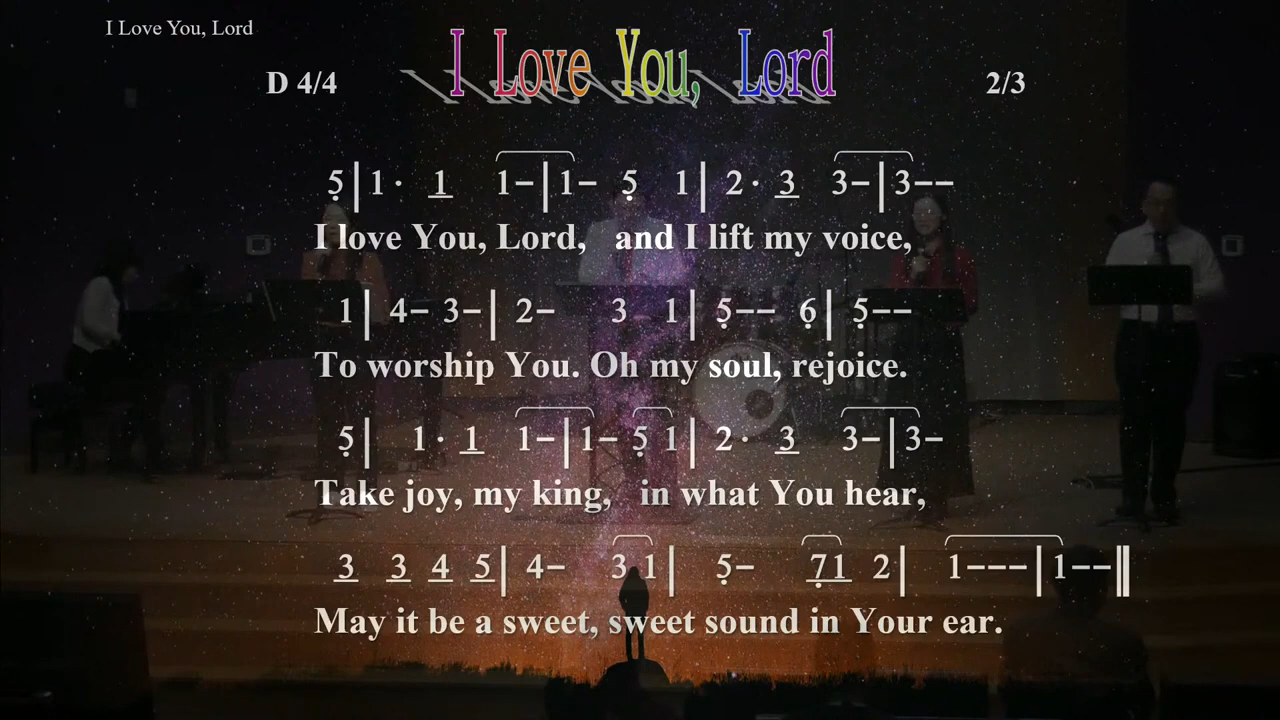 I Love You, Lord
I Love You, Lord
D 4/4
2/3
5̣ | 1 · 1̲ 1– | 1– 5̣ 1 | 2 · 3̲ 3– | 3––
I love You, Lord, and I lift my voice,
1 | 4– 3– | 2– 3 1 | 5̣–– 6̣ | 5̣––
To worship You. Oh my soul, rejoice.
5̣ | 1 · 1̲ 1– | 1– 5̣ 1 | 2 · 3̲ 3– | 3–
Take joy, my king, in what You hear,
3̲ 3̲ 4̲ 5̲ | 4– 3 1 | 5̣– 7̣̲1̲ 2 | 1––– | 1–– ‖
May it be a sweet, sweet sound in Your ear.